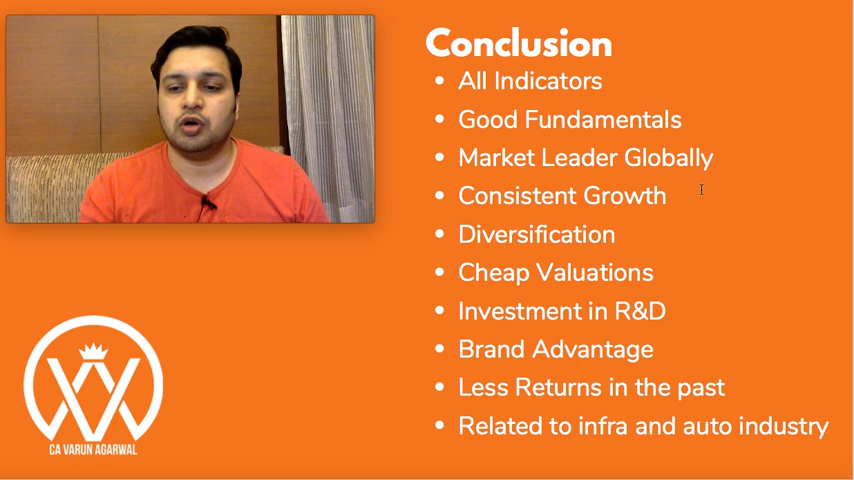 Conclusion
All Indicators
Good Fundamentals
Market Leader Globally
Consistent Growth
Diversification
Cheap Valuations
Investment in R&D
Brand Advantage
Less Returns in the past
Related to infra and auto industry
CA VARUN AGARWAL